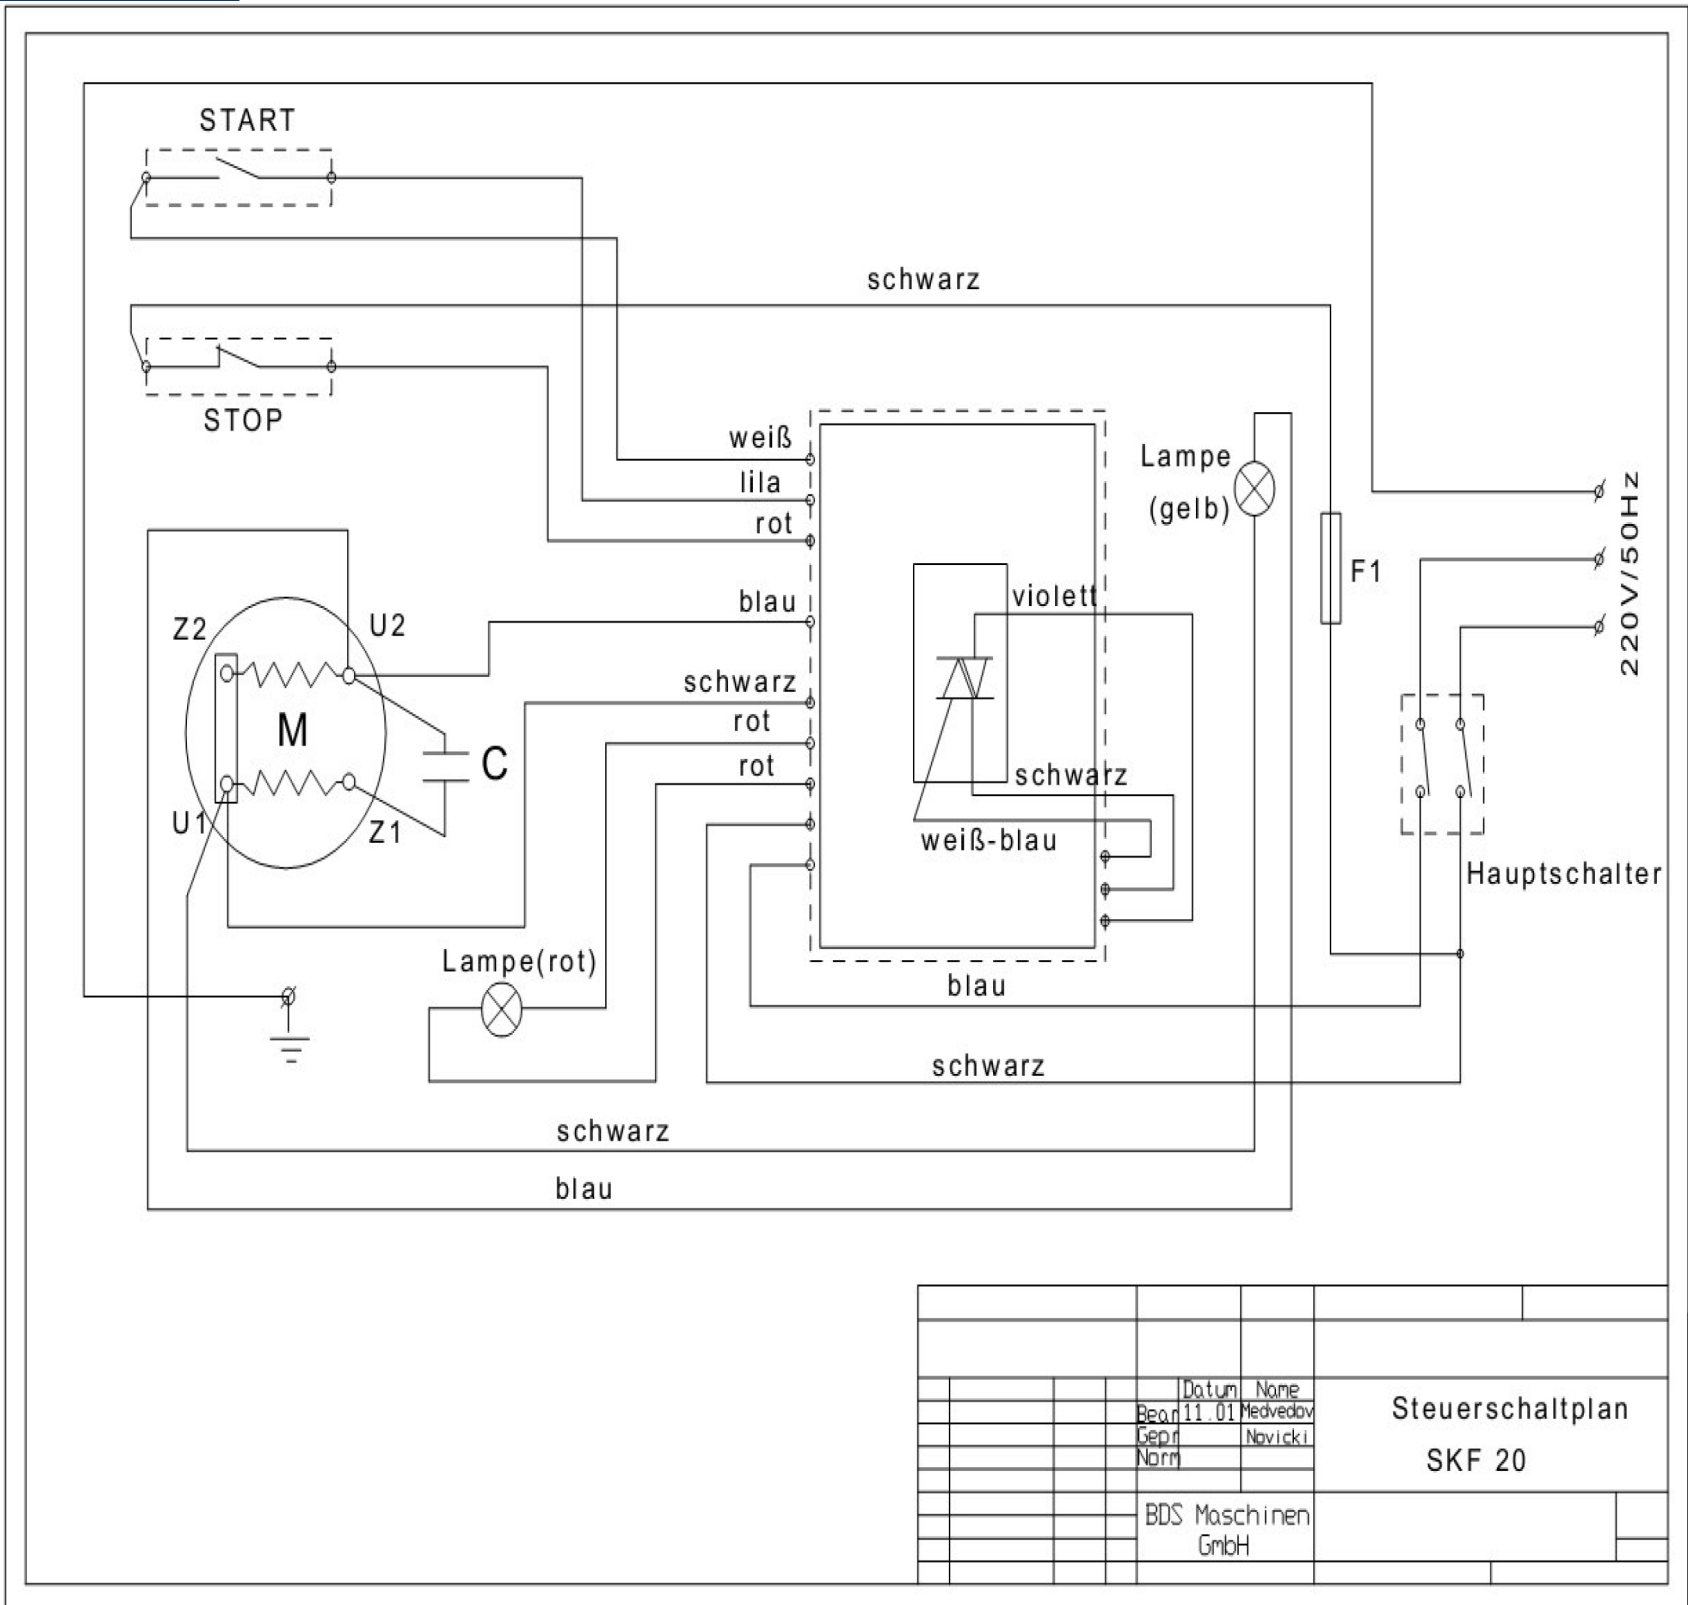 START
schwarz
STOP
weiß
lila
rot
blau
schwarz
rot
rot
Lampe
(gelb)
F1
220V/50Hz
violett
schwarz
weiß-blau
Z2
U2
M
C
U1
Z1
Hauptschalter
Lampe(rot)
blau
schwarz
schwarz
blau
Datum Name
Bear 11.01 Medvedov
Gepr Novicki
Norm
Steuerschaltplan
SKF 20
BDS Maschinen
GmbH